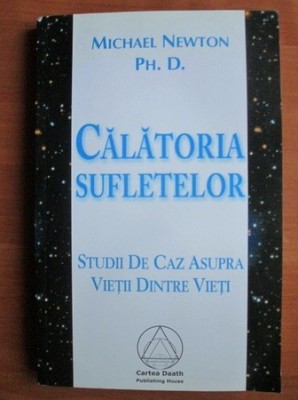 MICHAEL NEWTON
PH. D.
CĂLĂTORIA
SUFLETELOR
STUDII DE CAZ ASUPRA
VIEȚII DINTRE VIEȚI
Cartea Daath
Publishing House